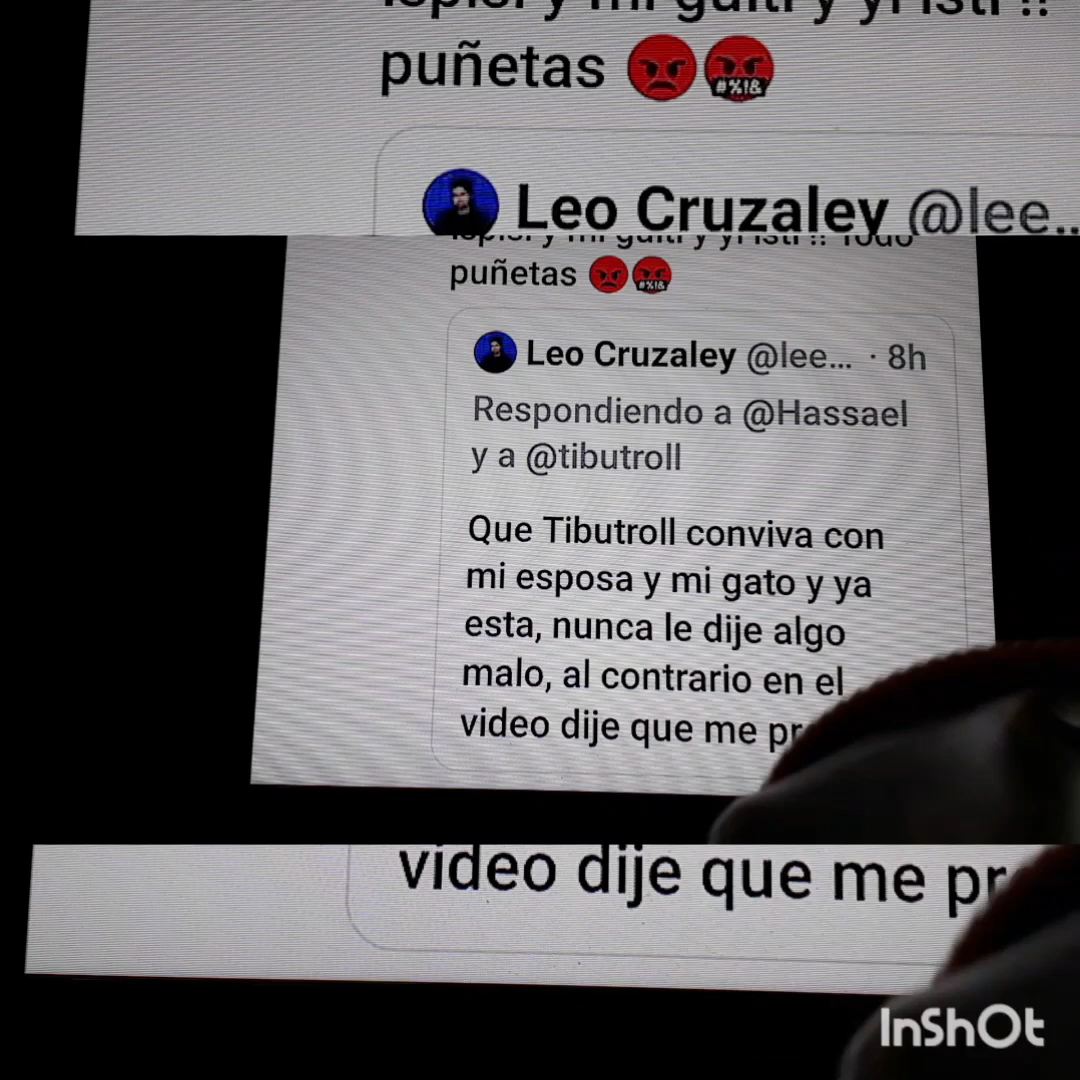 puñetas 😡🤬
Leo Cruzaley @lee...
puñetas 😡🤬
Leo Cruzaley @lee... · 8h
Respondiendo a @Hassael
y a @tibutroll
Que Tibutroll conviva con
mi esposa y mi gato y ya
esta, nunca le dije algo
malo, al contrario en el
video dije que me pr
video dije que me pr
InShOt